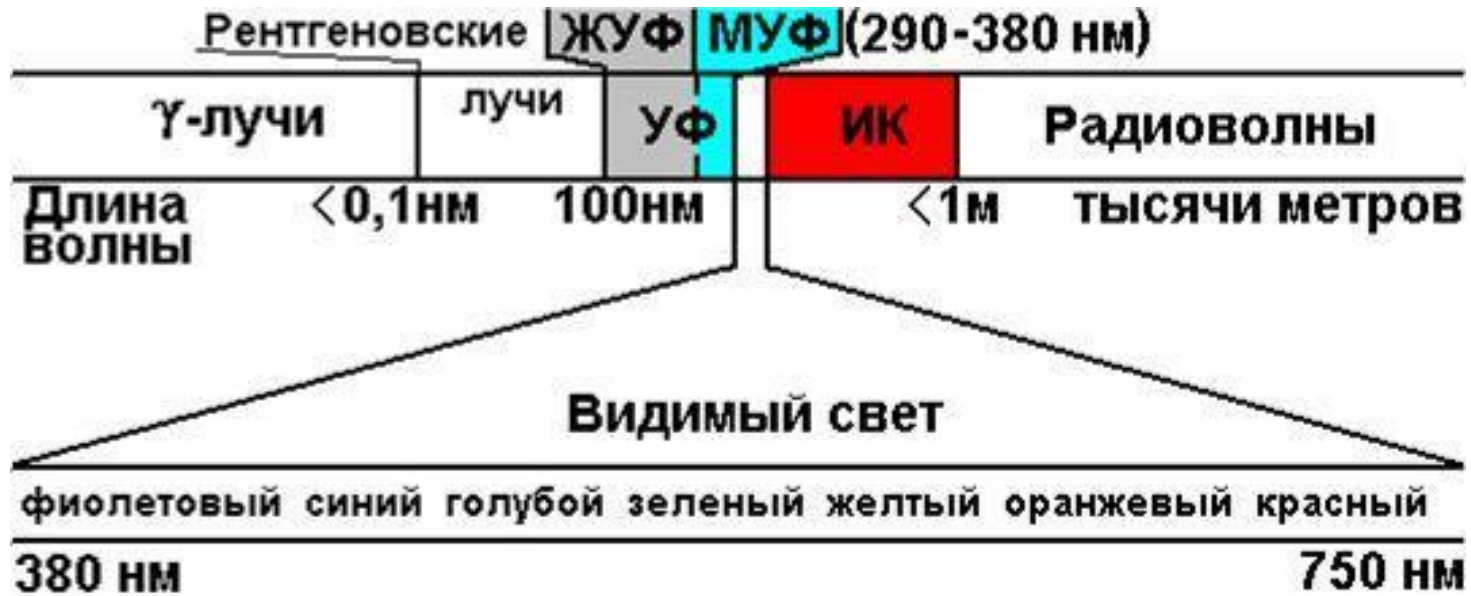 Рентгеновские ЖУФ МУФ (290-380 нм)
γ-лучи лучи УФ ИК Радиоволны
Длина волны <0,1нм 100нм <1м тысячи метров
Видимый свет
фиолетовый синий голубой зеленый желтый оранжевый красный
380 нм 750 нм